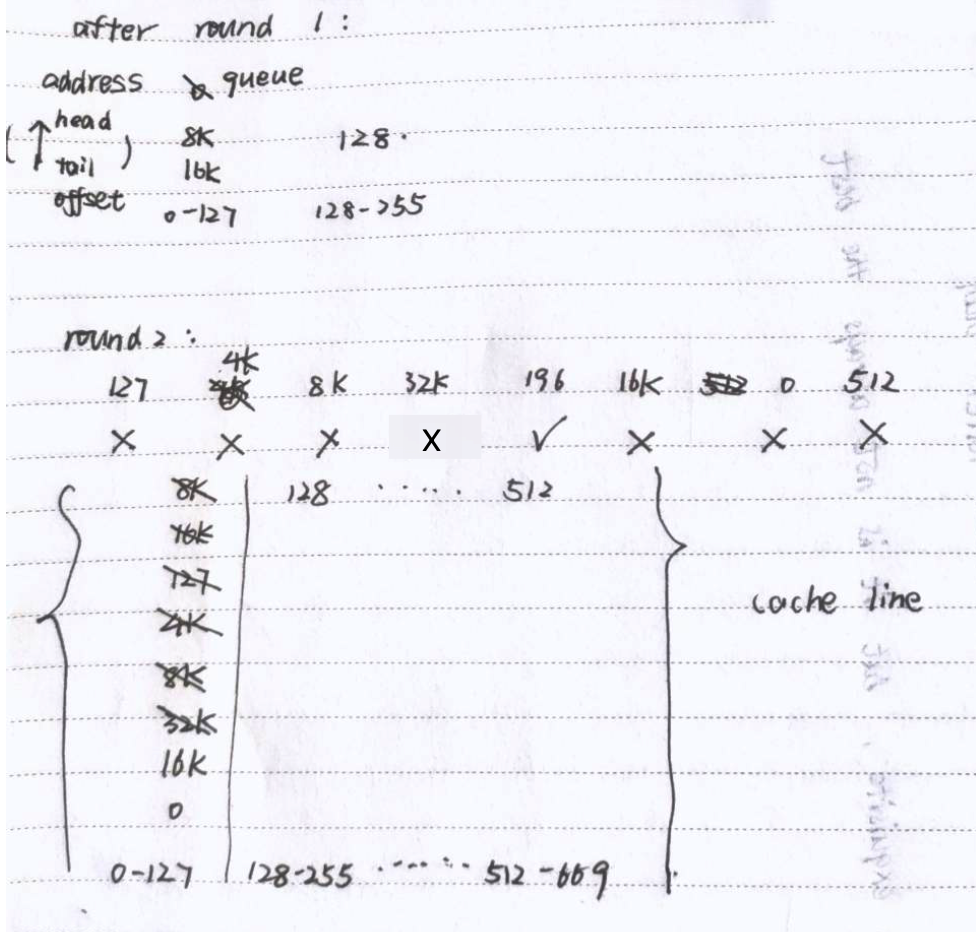 after round 1 :
address queue
head 8K 128.
( ↑ tail ) 16K
offset 0-127 128-255
round 2 :
127 4K 8K 32K 196 16K 512 0 512
X X X X ✓ X X X
8K 128 ...... 512
16K
127
4K
8K
32K
16K
0
cache line
0-127 128-255 ...... 512-669